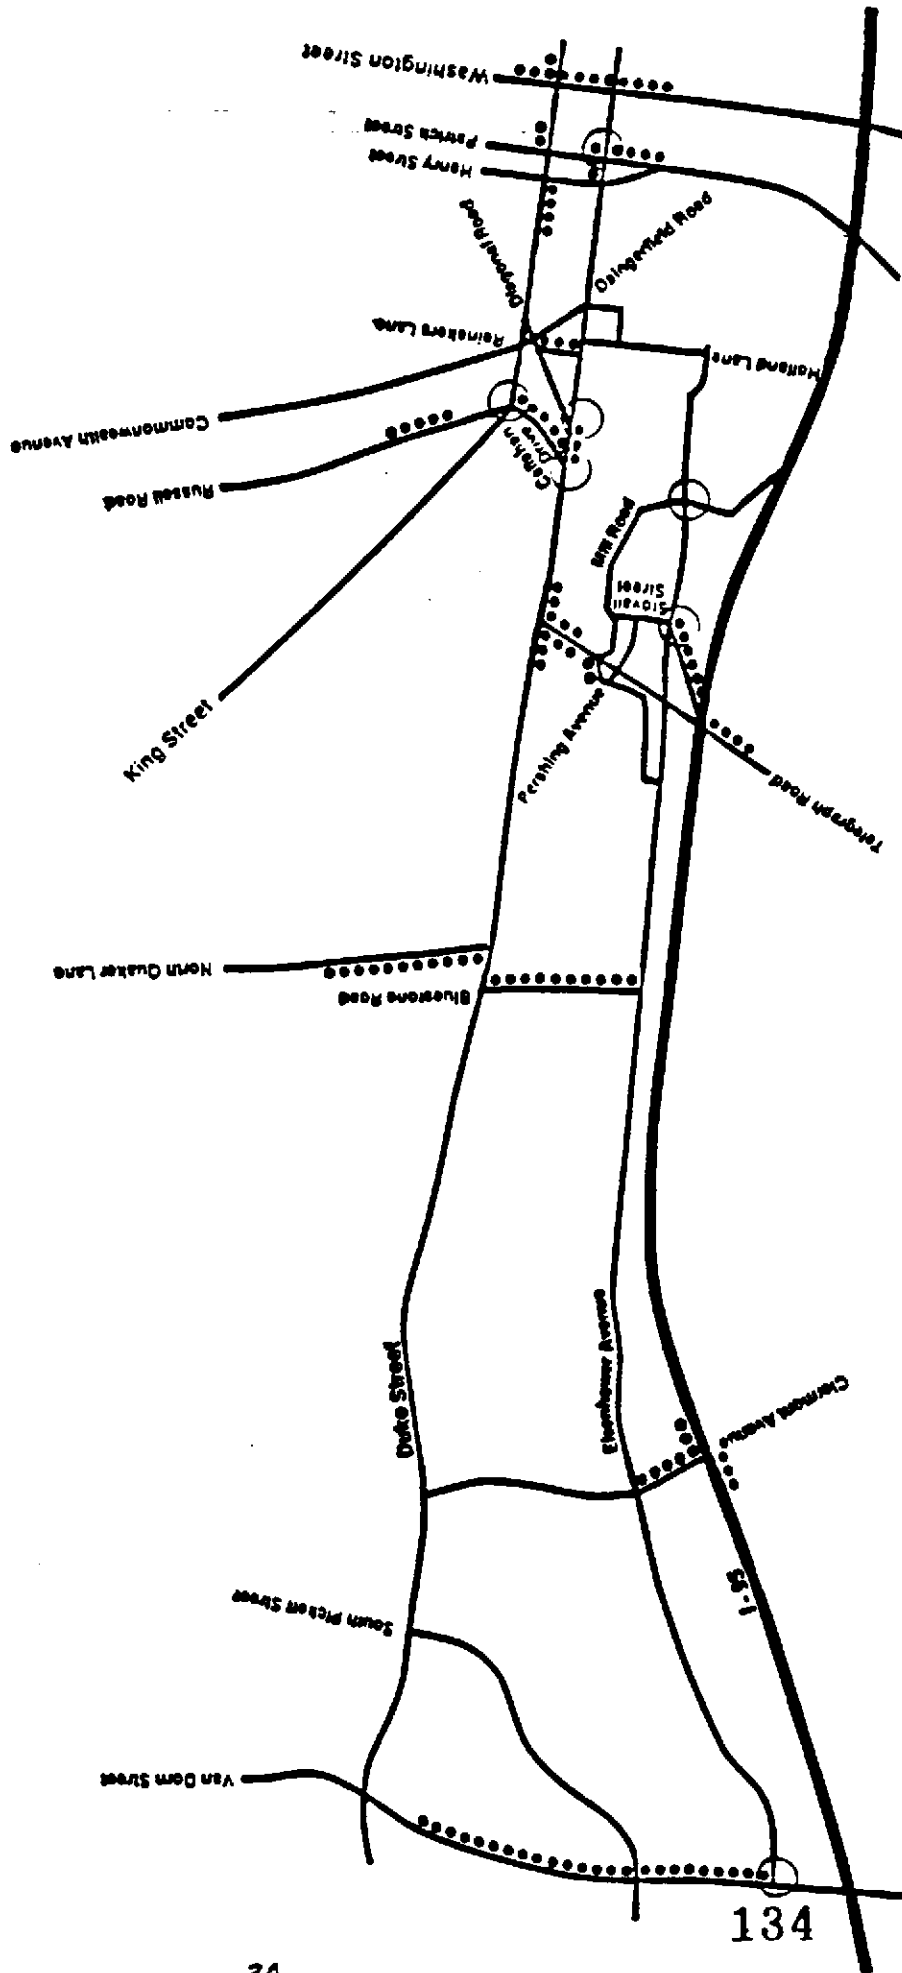 Washington Street
Patrick Street
Henry Street
Diagonal Road
Daingerfield Road
Reinekers Lane
Holland Lane
Commonwealth Avenue
Callahan
Drive
Russell Road
Mill Road
Stovall
Street
King Street
Pershing Avenue
Telegraph Road
North Quaker Lane
Bluestone Road
Duke Street
Eisenhower Avenue
Clermont Avenue
I-95
South Pickett Street
Van Dorn Street
134